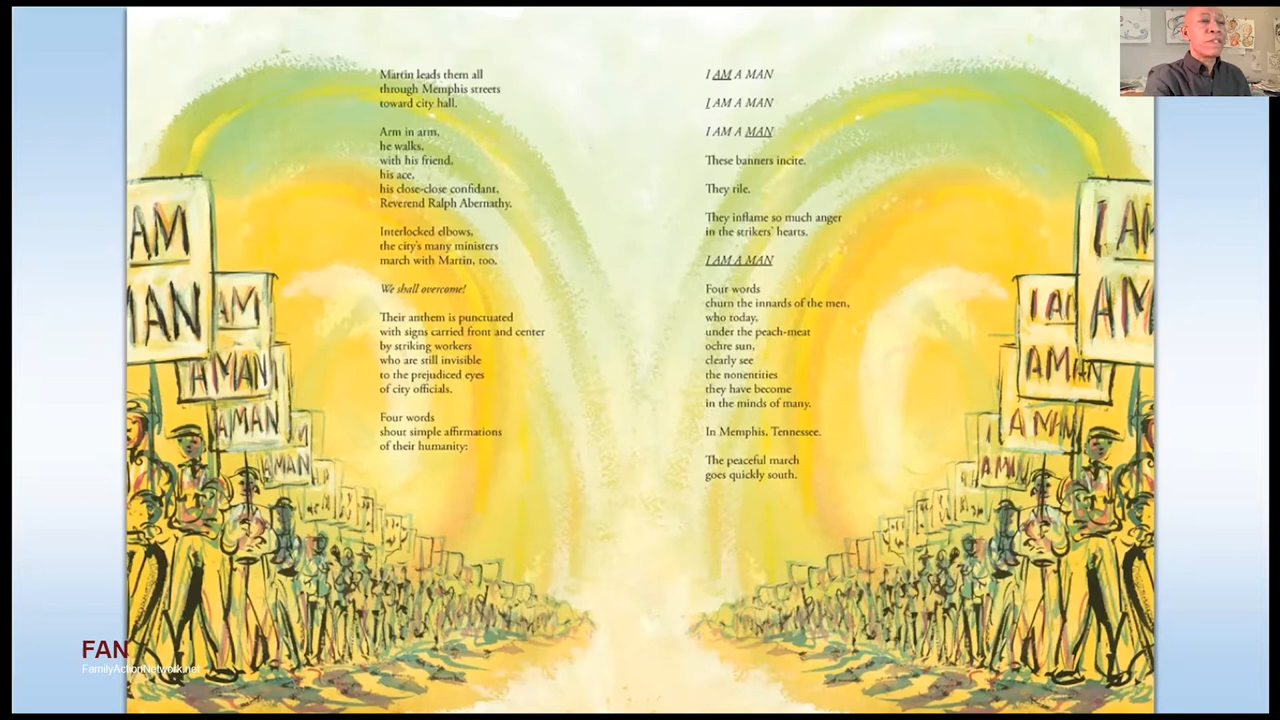 Martin leads them all
through Memphis streets
toward city hall.
Arm in arm,
he walks,
with his friend,
his ace,
his close-close confidant,
Reverend Ralph Abernathy.
Interlocked elbows,
the city's many ministers
march with Martin, too.
We shall overcome!
Their anthem is punctuated
with signs carried front and center
by striking workers
who are still invisible
to the prejudiced eyes
of city officials.
Four words
shout simple affirmations
of their humanity:
I AM A MAN
I AM A MAN
I AM A MAN
These banners incite.
They rile.
They inflame so much anger
in the strikers' hearts.
I AM A MAN
Four words
churn the innards of the men,
who today,
under the peach-meat
ochre sun,
clearly see
the nonentities
they have become
in the minds of many.
In Memphis, Tennessee.
The peaceful march
goes quickly south.
AM
MAN
AM
A MAN
A MAN
A MAN
I AM
AM
I AM
A MAN
A MAN
AM
FAN
FamilyActionNetwork.net